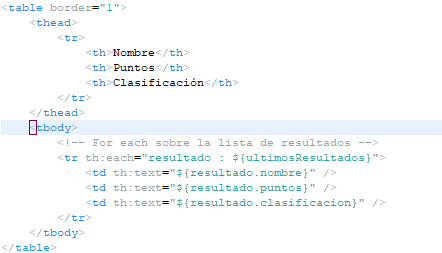 <table border="1">
    <thead>
        <tr>
            <th>Nombre</th>
            <th>Puntos</th>
            <th>Clasificación</th>
        </tr>
    </thead>
    <tbody>
        <!-- For each sobre la lista de resultados -->
        <tr th:each="resultado : ${ultimosResultados}">
            <td th:text="${resultado.nombre}" />
            <td th:text="${resultado.puntos}" />
            <td th:text="${resultado.clasificacion}" />
        </tr>
    </tbody>
</table>